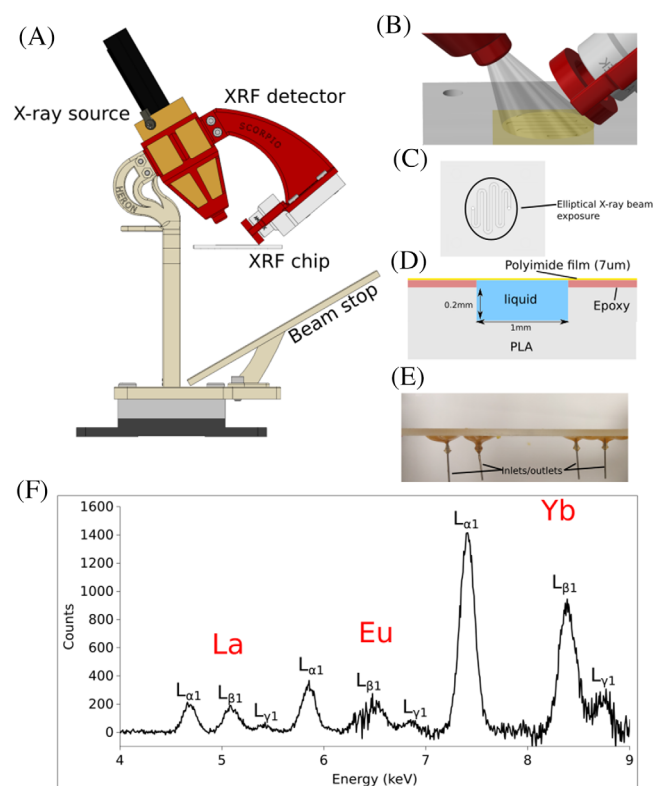 (A)
X-ray source
XRF detector
SCORPIO
HERON
XRF chip
Beam stop
(B)
(C)
Elliptical X-ray beam
exposure
(D)
Polyimide film (7um)
liquid
0.2mm
1mm
Epoxy
PLA
(E)
Inlets/outlets
(F)
1600
1400
1200
1000
800
600
400
200
0
Counts
La
Lα1
Lβ1
Lγ1
Eu
Lα1
Lβ1
Lγ1
Yb
Lα1
Lβ1
Lγ1
4 5 6 7 8 9
Energy (keV)